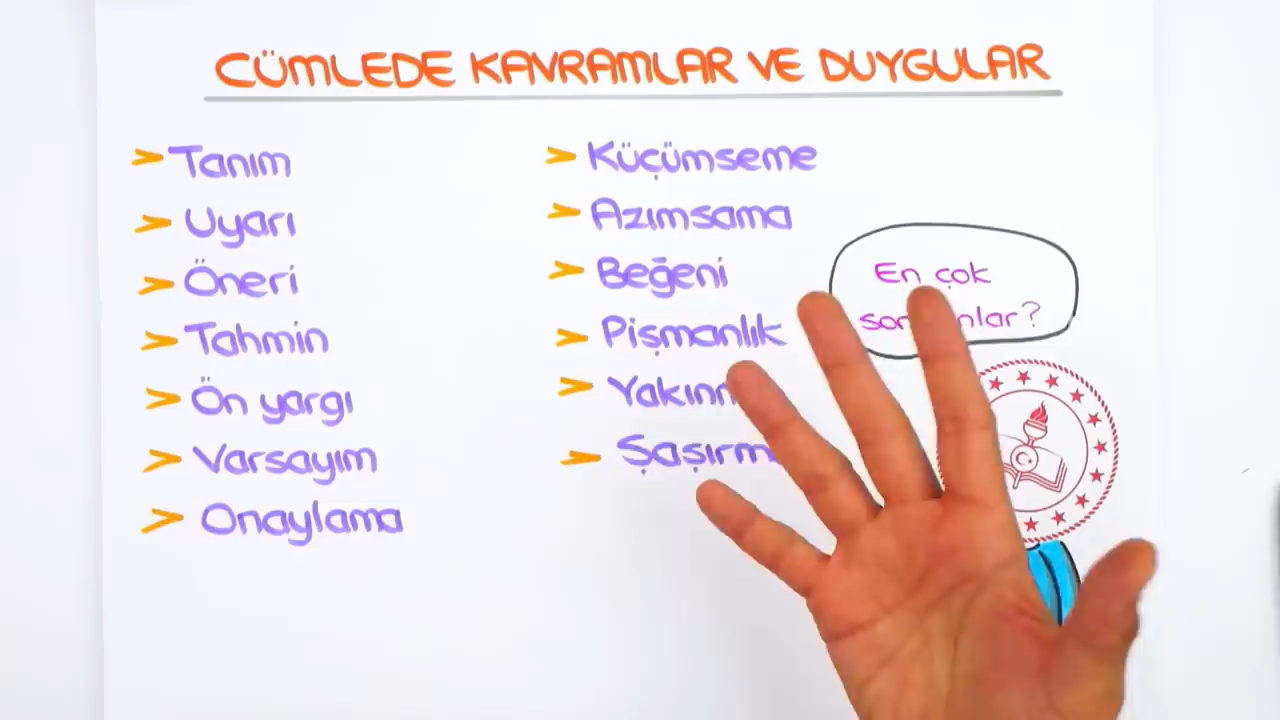 CÜMLEDE KAVRAMLAR VE DUYGULAR
Tanım
Uyarı
Öneri
Tahmin
Ön yargı
Varsayım
Onaylama
Küçümseme
Azımsama
Beğeni
Pişmanlık
En çok